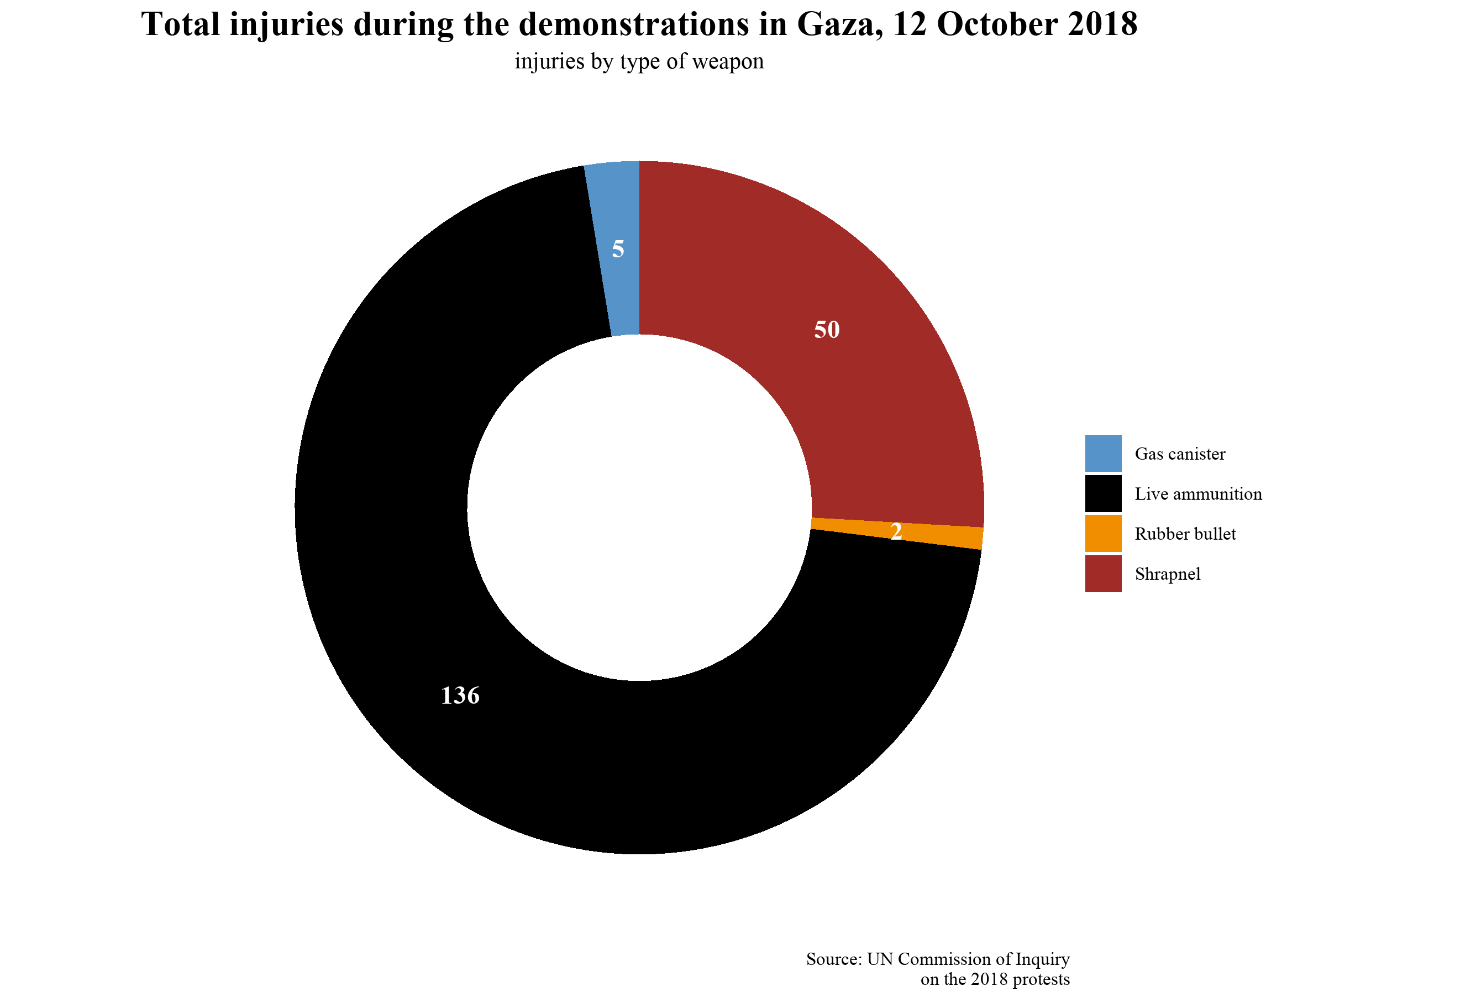 Total injuries during the demonstrations in Gaza, 12 October 2018
injuries by type of weapon
5
50
2
136
Gas canister
Live ammunition
Rubber bullet
Shrapnel
Source: UN Commission of Inquiry
on the 2018 protests